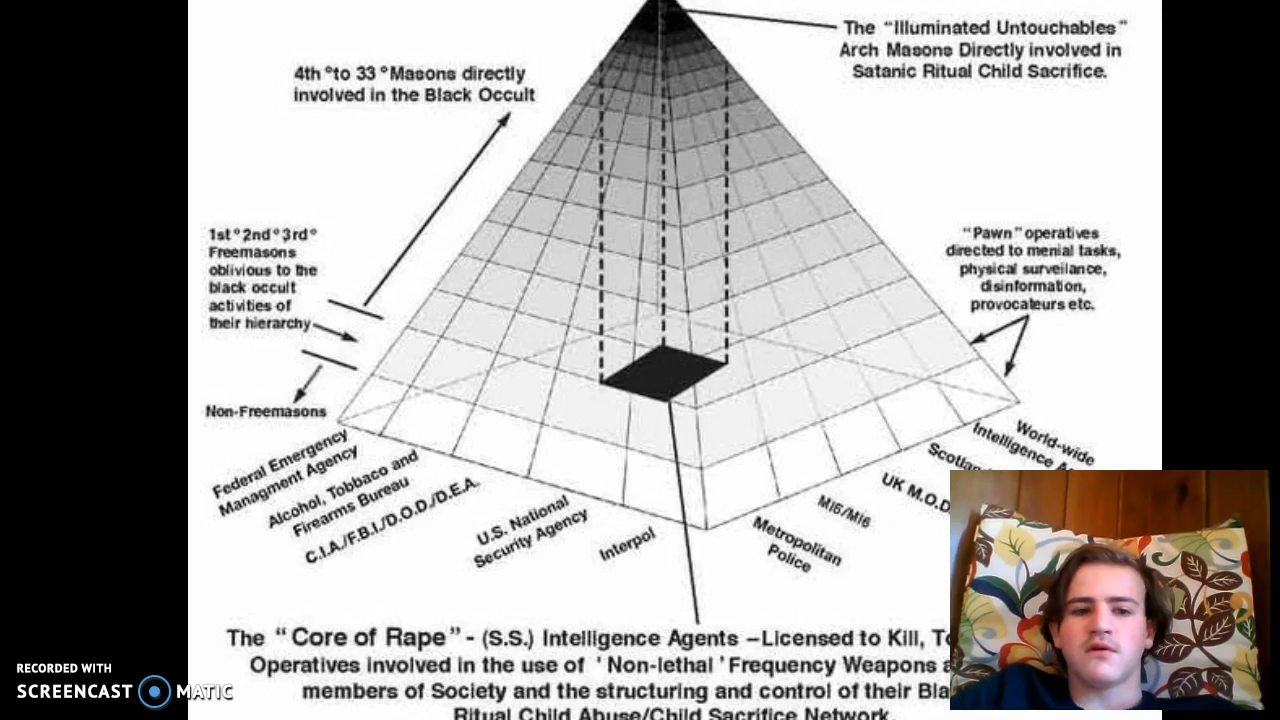 The "Illuminated Untouchables"
Arch Masons Directly involved in
Satanic Ritual Child Sacrifice.
4th °to 33 °Masons directly
involved in the Black Occult
1st°2nd°3rd°
Freemasons
oblivious to the
black occult
activities of
their hierarchy
"Pawn" operatives
directed to menial tasks,
physical surveilance,
disinformation,
provocateurs etc.
Non-Freemasons
Federal Emergency
Managment Agency
Alcohol, Tobbaco and
Firearms Bureau
C.I.A./F.B.I./D.O.D./D.E.A.
U.S. National
Security Agency
Interpol
Metropolitan
Police
MI5/MI6
UK M.O.D
World-wide
Intelligence
The "Core of Rape"- (S.S.) Intelligence Agents –Licensed to Kill,
Operatives involved in the use of 'Non-lethal' Frequency Weapons
members of Society and the structuring and control of their
Ritual Child Abuse/Child Sacrifice Network.
RECORDED WITH
SCREENCAST MATIC